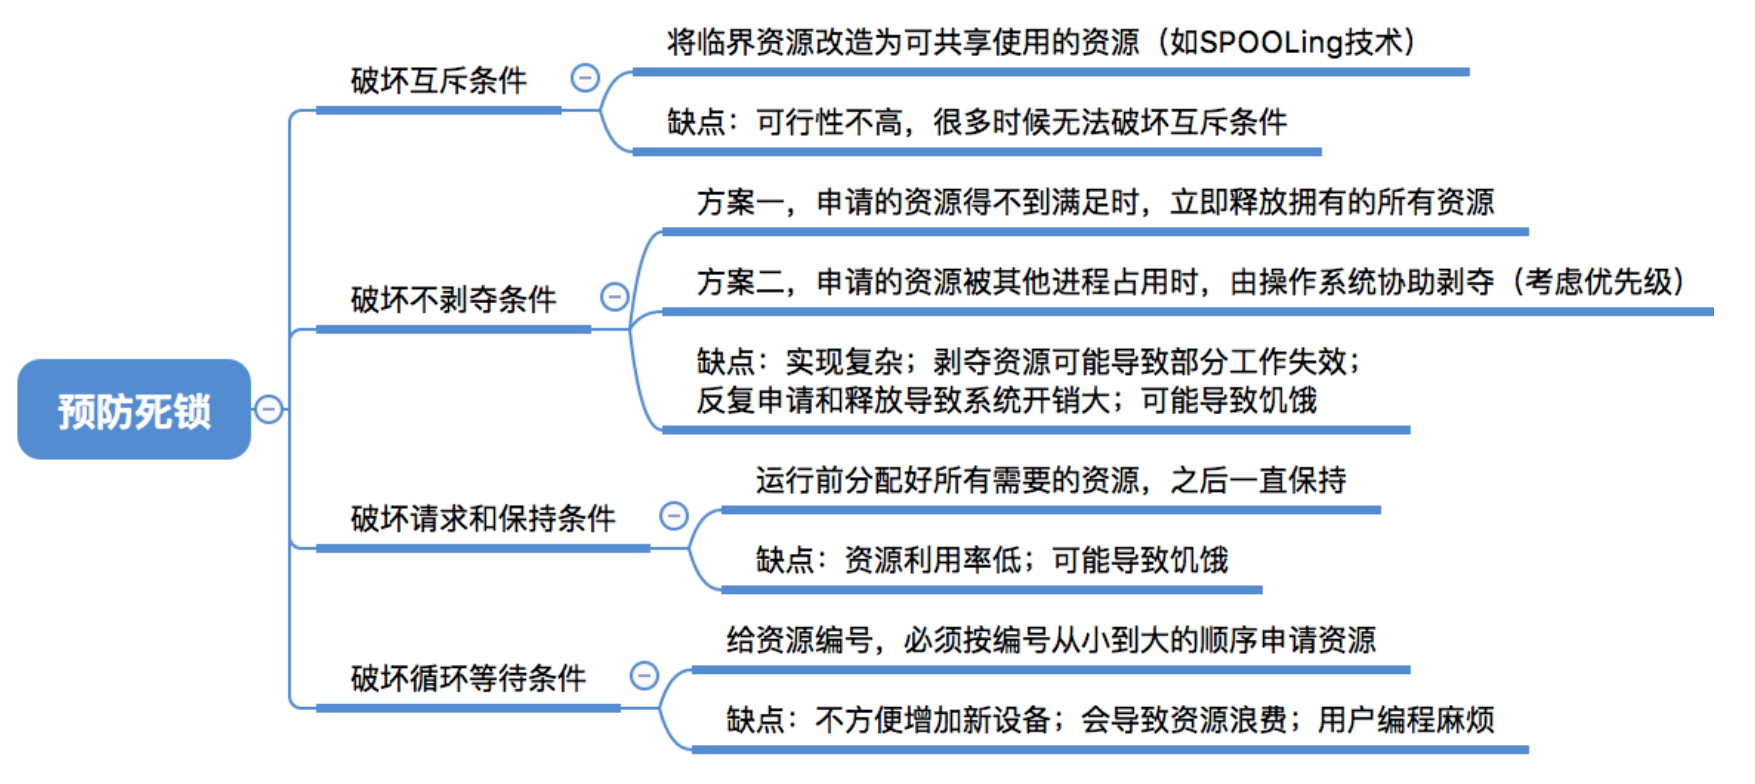 预防死锁
破坏互斥条件
将临界资源改造为可共享使用的资源（如SPOOLing技术）
缺点：可行性不高，很多时候无法破坏互斥条件
破坏不剥夺条件
方案一，申请的资源得不到满足时，立即释放拥有的所有资源
方案二，申请的资源被其他进程占用时，由操作系统协助剥夺（考虑优先级）
缺点：实现复杂；剥夺资源可能导致部分工作失效；
反复申请和释放导致系统开销大；可能导致饥饿
破坏请求和保持条件
运行前分配好所有需要的资源，之后一直保持
缺点：资源利用率低；可能导致饥饿
破坏循环等待条件
给资源编号，必须按编号从小到大的顺序申请资源
缺点：不方便增加新设备；会导致资源浪费；用户编程麻烦